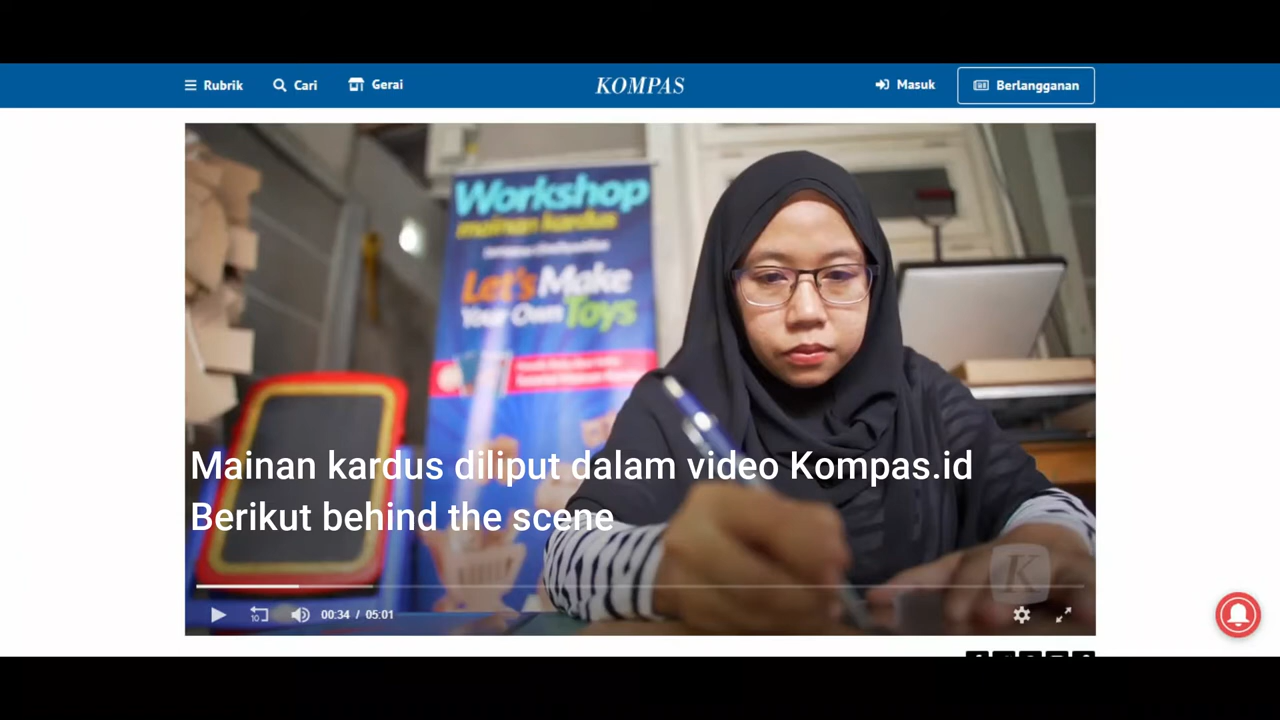 Rubrik Cari Gerai KOMPAS Masuk Berlangganan
Workshop
mainan kardus
Let's Make
Your Own Toys
Mainan kardus diliput dalam video Kompas.id
Berikut behind the scene
K
10 00:34 / 05:01